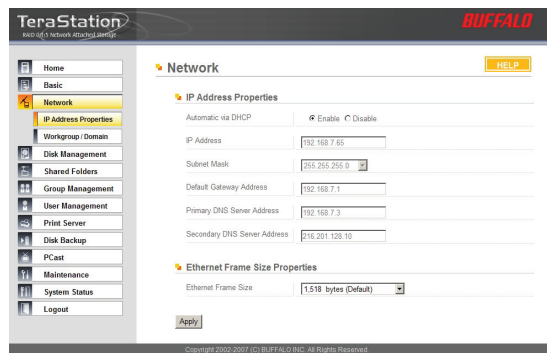 TeraStation
RAID Gb/s Network Attached Storage
BUFFALO
Home
Basic
Network
IP Address Properties
Workgroup / Domain
Disk Management
Shared Folders
Group Management
User Management
Print Server
Disk Backup
PCast
Maintenance
System Status
Logout
Network
HELP
IP Address Properties
Automatic via DHCP Enable Disable
IP Address 192.168.7.65
Subnet Mask 255.255.255.0
Default Gateway Address 192.168.7.1
Primary DNS Server Address 192.168.7.3
Secondary DNS Server Address 216.201.128.10
Ethernet Frame Size Properties
Ethernet Frame Size 1,518 bytes (Default)
Apply
Copyright 2002-2007 (C) BUFFALO INC. All Rights Reserved